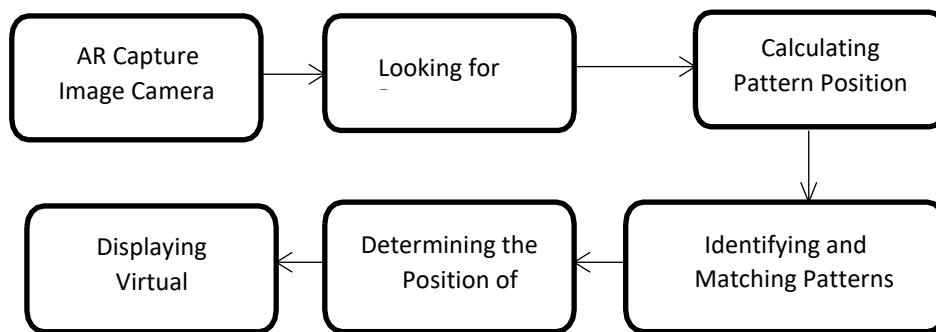 AR Capture
Image Camera
Looking for
Calculating
Pattern Position
Identifying and
Matching Patterns
Determining the
Position of
Displaying
Virtual